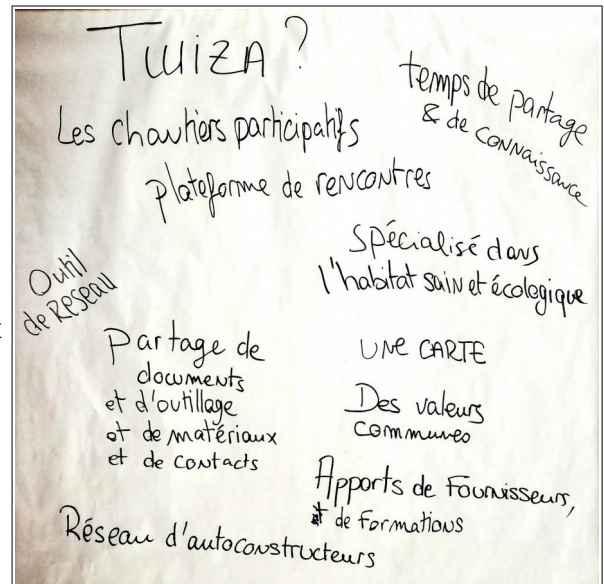 TWIZA ?
temps de partage
& de connaissance
Les chantiers participatifs
plateforme de rencontres
Spécialisé dans
l'habitat sain et écologique
Outil
de Réseau
Partage de
documents
et d'outillage
et de matériaux
et de contacts
UNE CARTE
Des valeurs
communes
Apports de Fournisseurs,
et de formations
Réseau d'autoconstructeurs